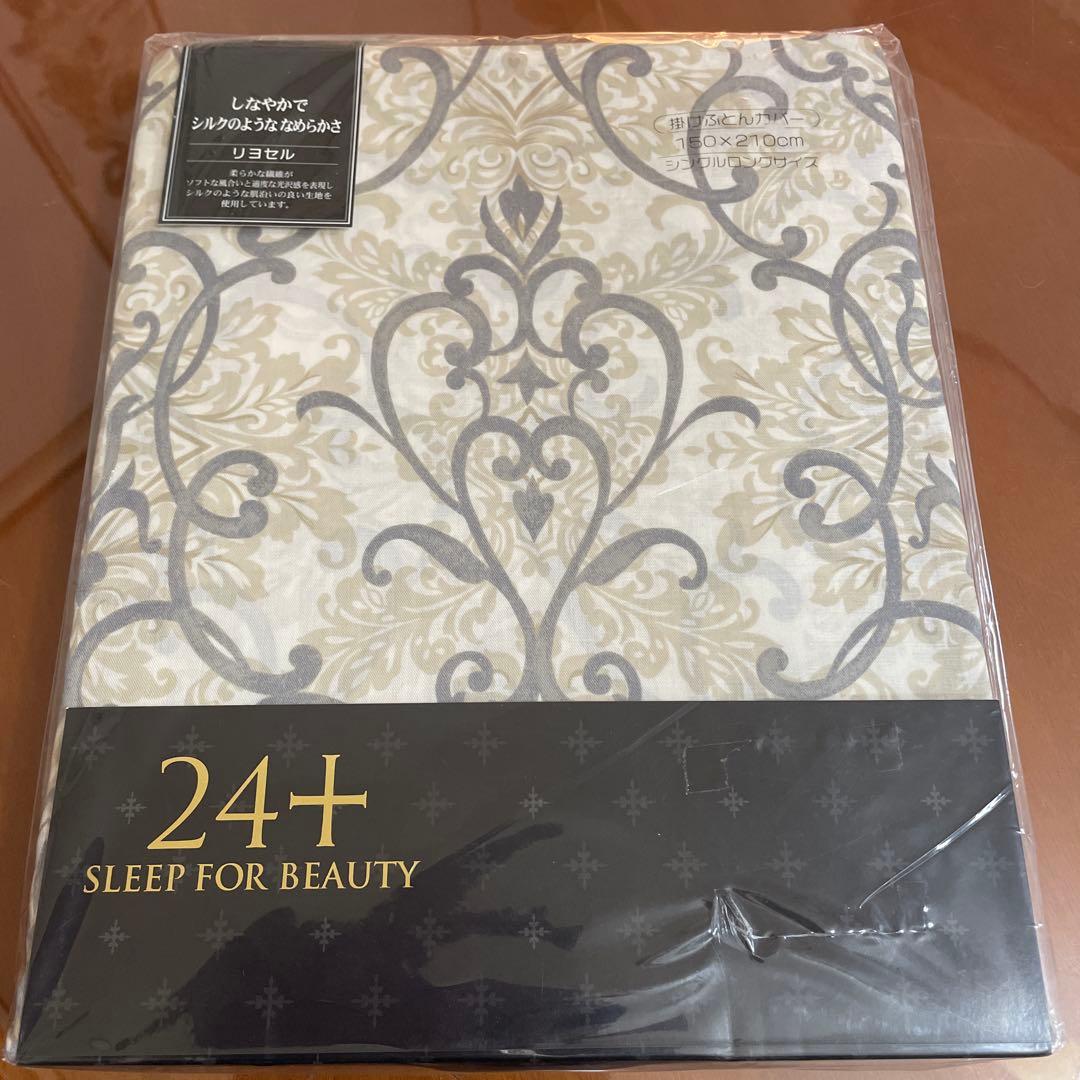 しなやかで
シルクのような なめらかさ
リヨセル
柔らかな繊維が
ソフトな風合いと適度な光沢感を表現し
シルクのような肌沿いの良い生地を
使用しています。
掛けふとんカバー
150×210cm
シングルロングサイズ
24+
SLEEP FOR BEAUTY